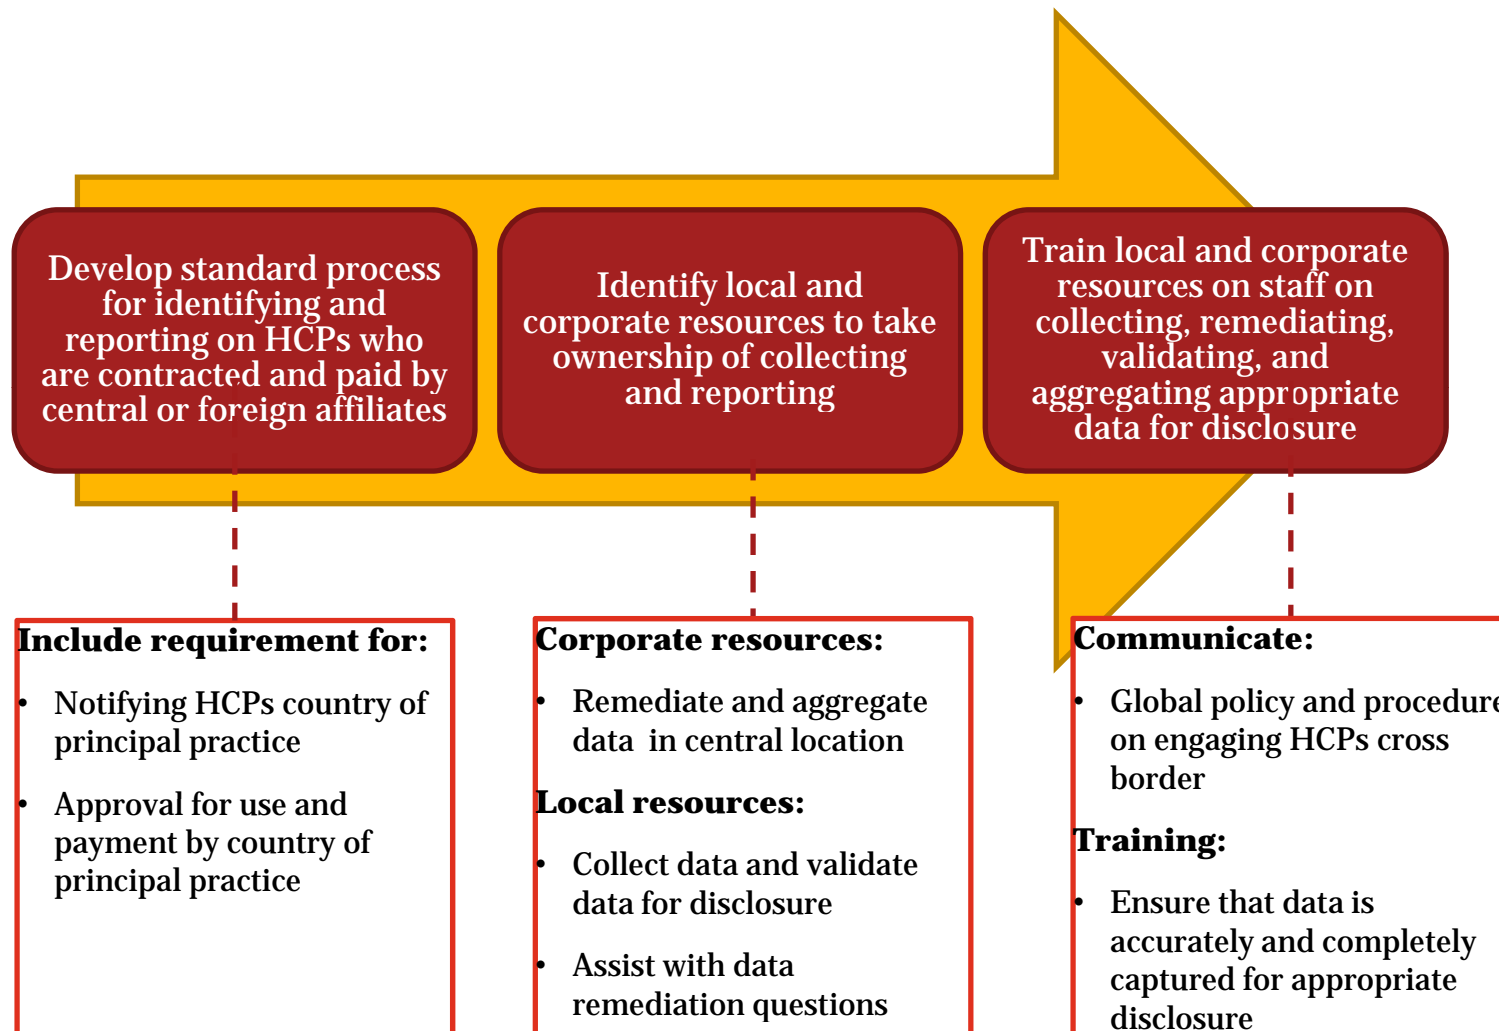 Develop standard process
for identifying and
reporting on HCPs who
are contracted and paid by
central or foreign affiliates
Identify local and
corporate resources to take
ownership of collecting
and reporting
Train local and corporate
resources on staff on
collecting, remediating,
validating, and
aggregating appropriate
data for disclosure
Include requirement for:
• Notifying HCPs country of
principal practice
• Approval for use and
payment by country of
principal practice
Corporate resources:
• Remediate and aggregate
data in central location
Local resources:
• Collect data and validate
data for disclosure
• Assist with data
remediation questions
Communicate:
• Global policy and procedure
on engaging HCPs cross
border
Training:
• Ensure that data is
accurately and completely
captured for appropriate
disclosure